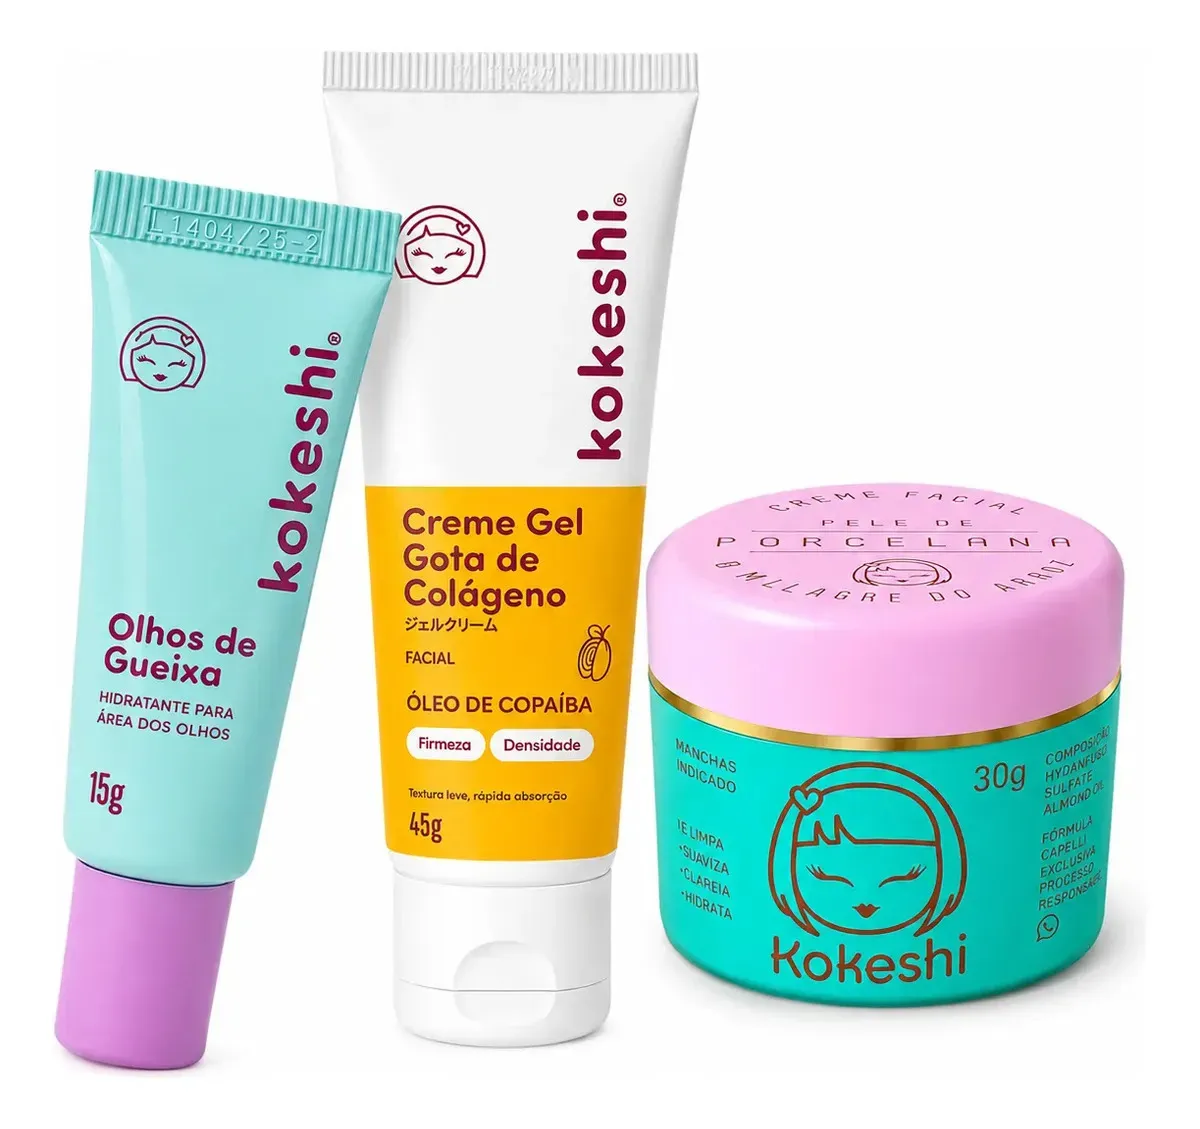 L1404/25-2
kokeshi®
Olhos de
Gueixa
HIDRATANTE PARA
ÁREA DOS OLHOS
15g
kokeshi®
Creme Gel
Gota de
Colágeno
ジェルクリーム
FACIAL
ÓLEO DE COPAÍBA
Firmeza Densidade
Textura leve, rápida absorção
45g
CREME FACIAL
PELE DE
PORCELANA
DO ARROZ
MANCHAS
INDICADO
LIMPA
•SUAVIZA
•CLAREIA
•HIDRATA
30g
COMPOSIÇÃO
SULFATE
ALMOND OIL
FÓRMULA
CAPELLI
EXCLUSIVA
PROCESSO
Kokeshi